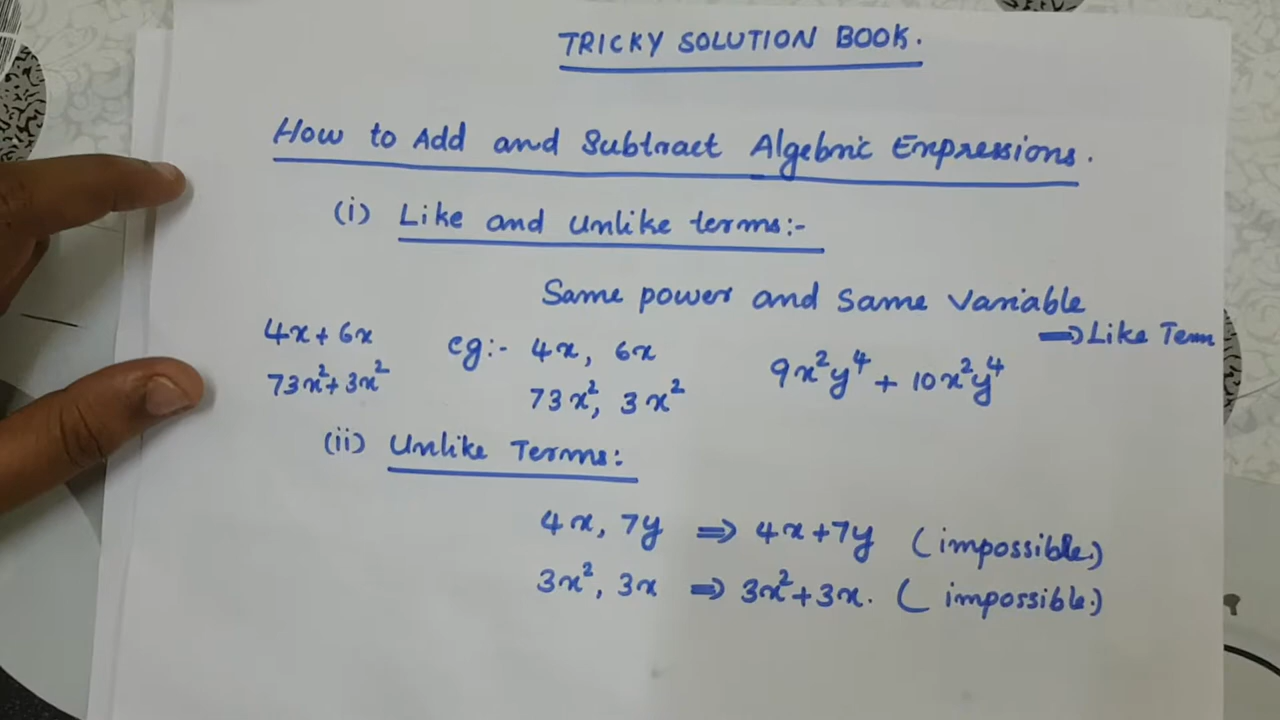 TRICKY SOLUTION BOOK.
How to Add and Subtract Algebric Expressions.
(i) Like and Unlike terms:-
Same power and same variable
⇒ Like Term
4x + 6x
73x² + 3x²
eg:- 4x, 6x
73x², 3x²
9x²y⁴ + 10x²y⁴
(ii) Unlike Terms:
4x, 7y ⇒ 4x+7y (impossible.)
3x², 3x ⇒ 3x²+3x. (impossible.)